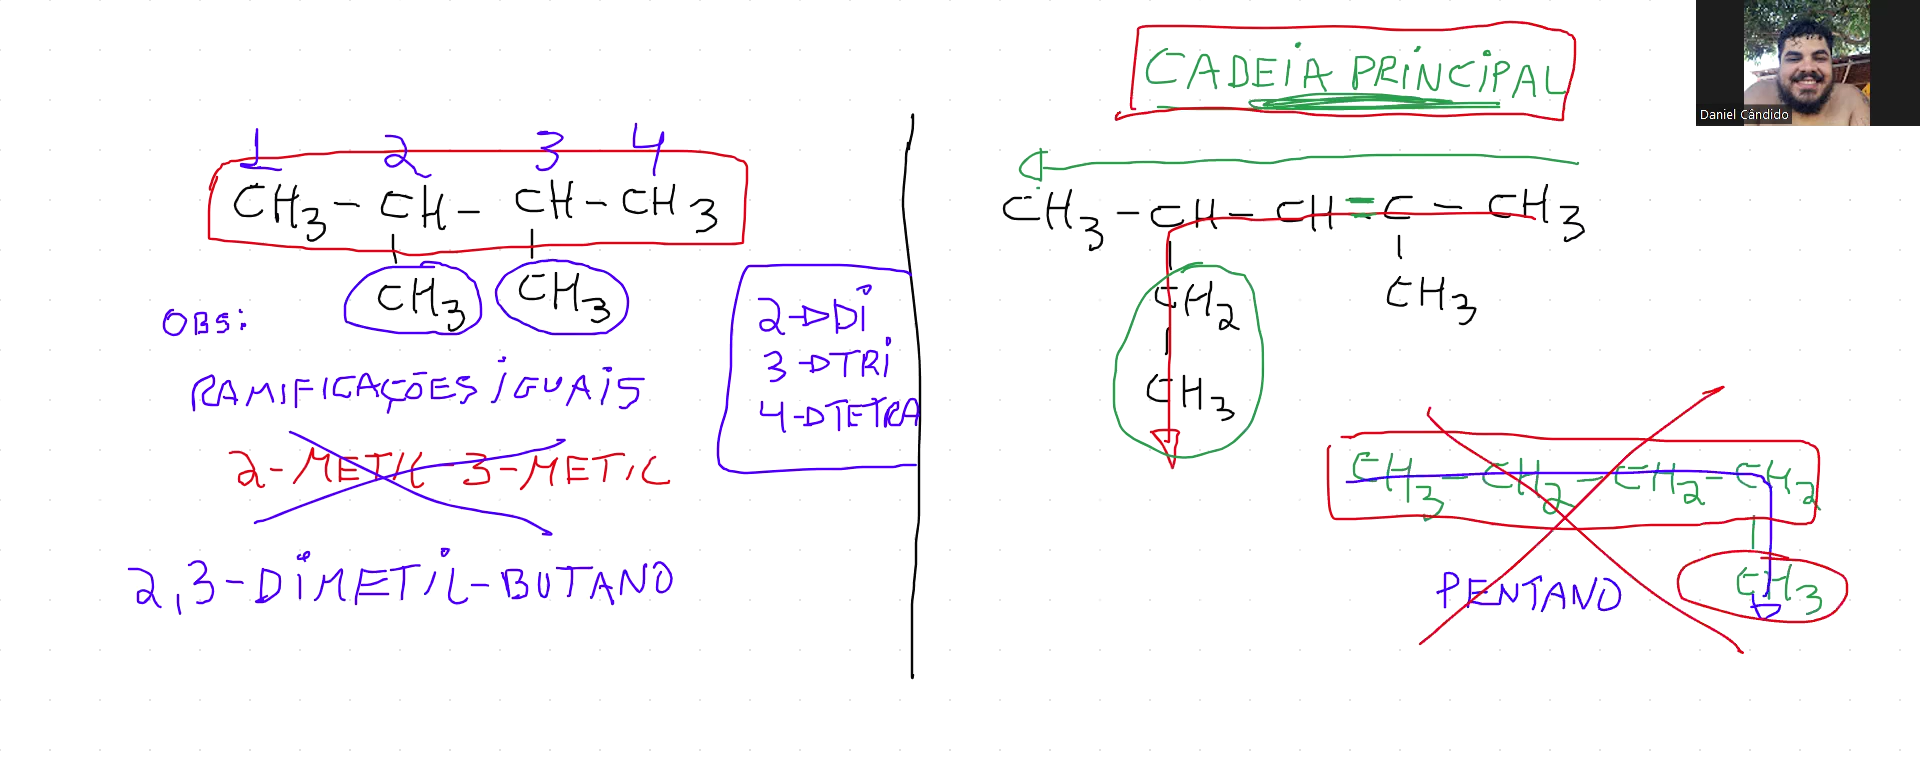 1 2 3 4
CH3 - CH - CH - CH3
CH3 CH3
OBS:
RAMIFICAÇÕES IGUAIS
2-METIL-3-METIL
2,3-DIMETIL-BUTANO
2→DI
3→TRI
4→TETRA
CADEIA PRINCIPAL
CH3 - CH - CH = C - CH3
CH2 CH3
CH3
CH3 - CH2 - CH2 - CH2
CH3
PENTANO
Daniel Cândido